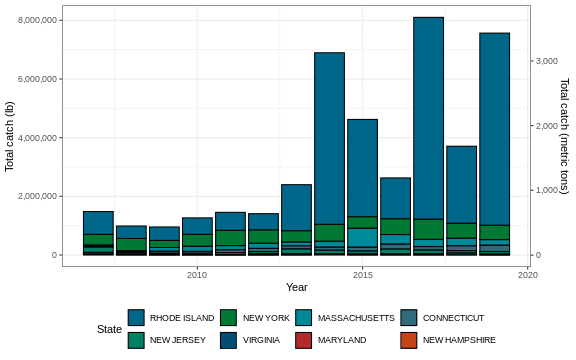 8,000,000
6,000,000
4,000,000
2,000,000
0
Total catch (lb)
3,000
2,000
1,000
0
Total catch (metric tons)
2010 2015 2020
Year
State
RHODE ISLAND NEW YORK MASSACHUSETTS CONNECTICUT
NEW JERSEY VIRGINIA MARYLAND NEW HAMPSHIRE